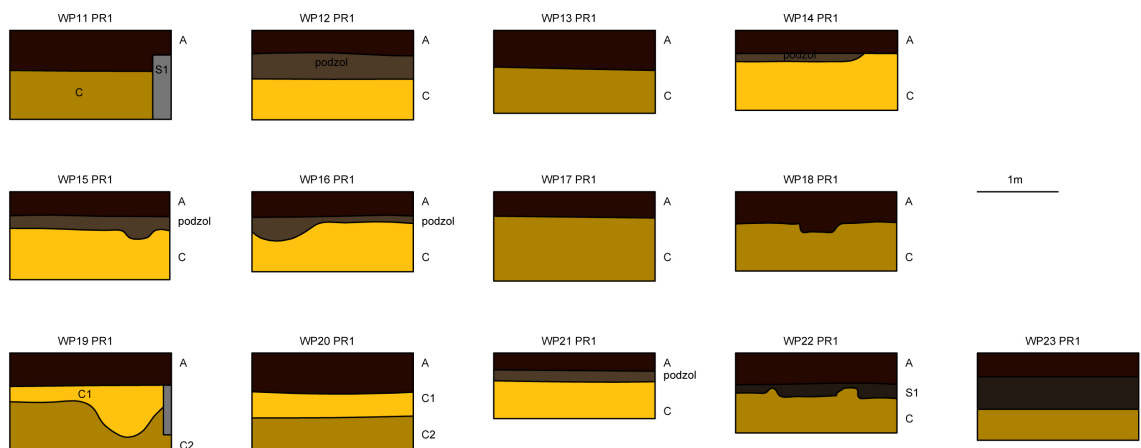 WP11 PR1
A
S1
C
WP12 PR1
A
podzol
C
WP13 PR1
A
C
WP14 PR1
A
podzol
C
WP15 PR1
A
podzol
C
WP16 PR1
A
podzol
C
WP17 PR1
A
C
WP18 PR1
A
C
1m
WP19 PR1
A
C1
C2
WP20 PR1
A
C1
C2
WP21 PR1
A
podzol
C
WP22 PR1
A
S1
C
WP23 PR1